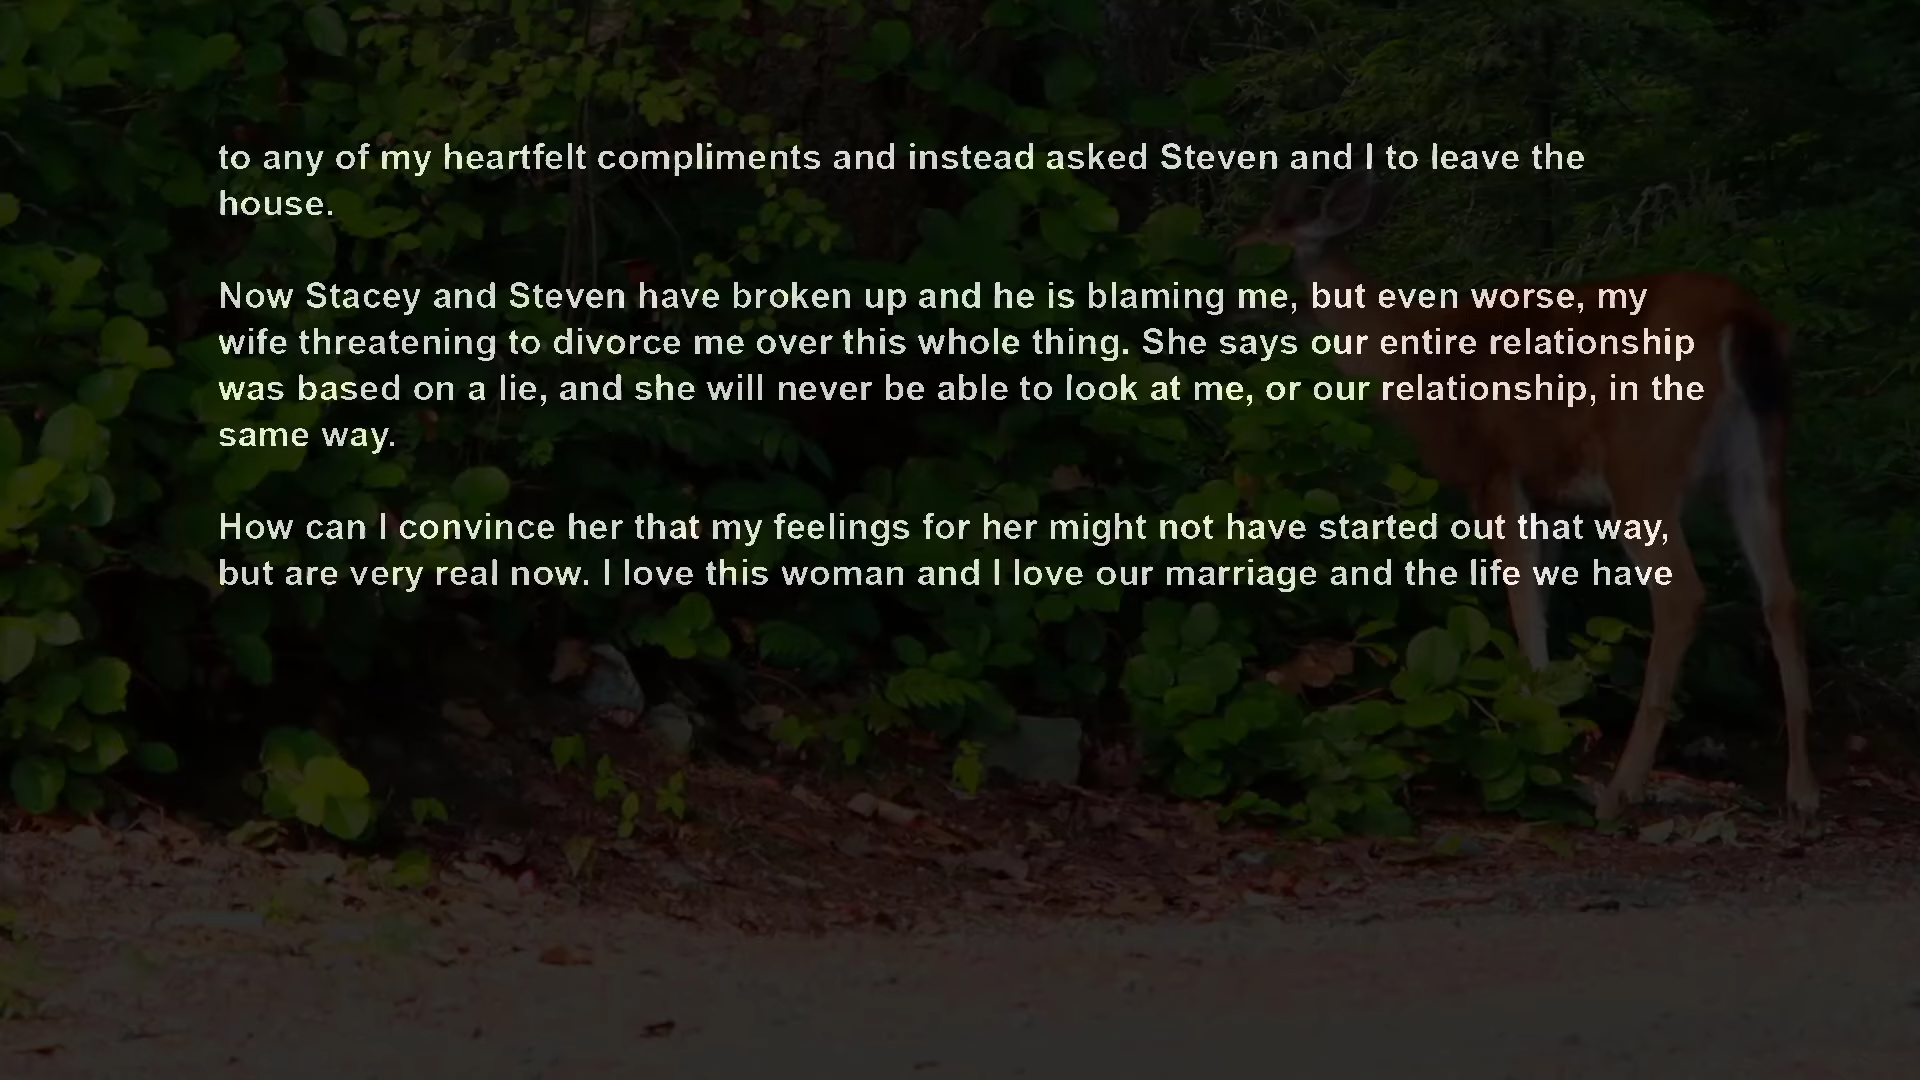 to any of my heartfelt compliments and instead asked Steven and I to leave the
house.
Now Stacey and Steven have broken up and he is blaming me, but even worse, my
wife threatening to divorce me over this whole thing. She says our entire relationship
was based on a lie, and she will never be able to look at me, or our relationship, in the
same way.
How can I convince her that my feelings for her might not have started out that way,
but are very real now. I love this woman and I love our marriage and the life we have